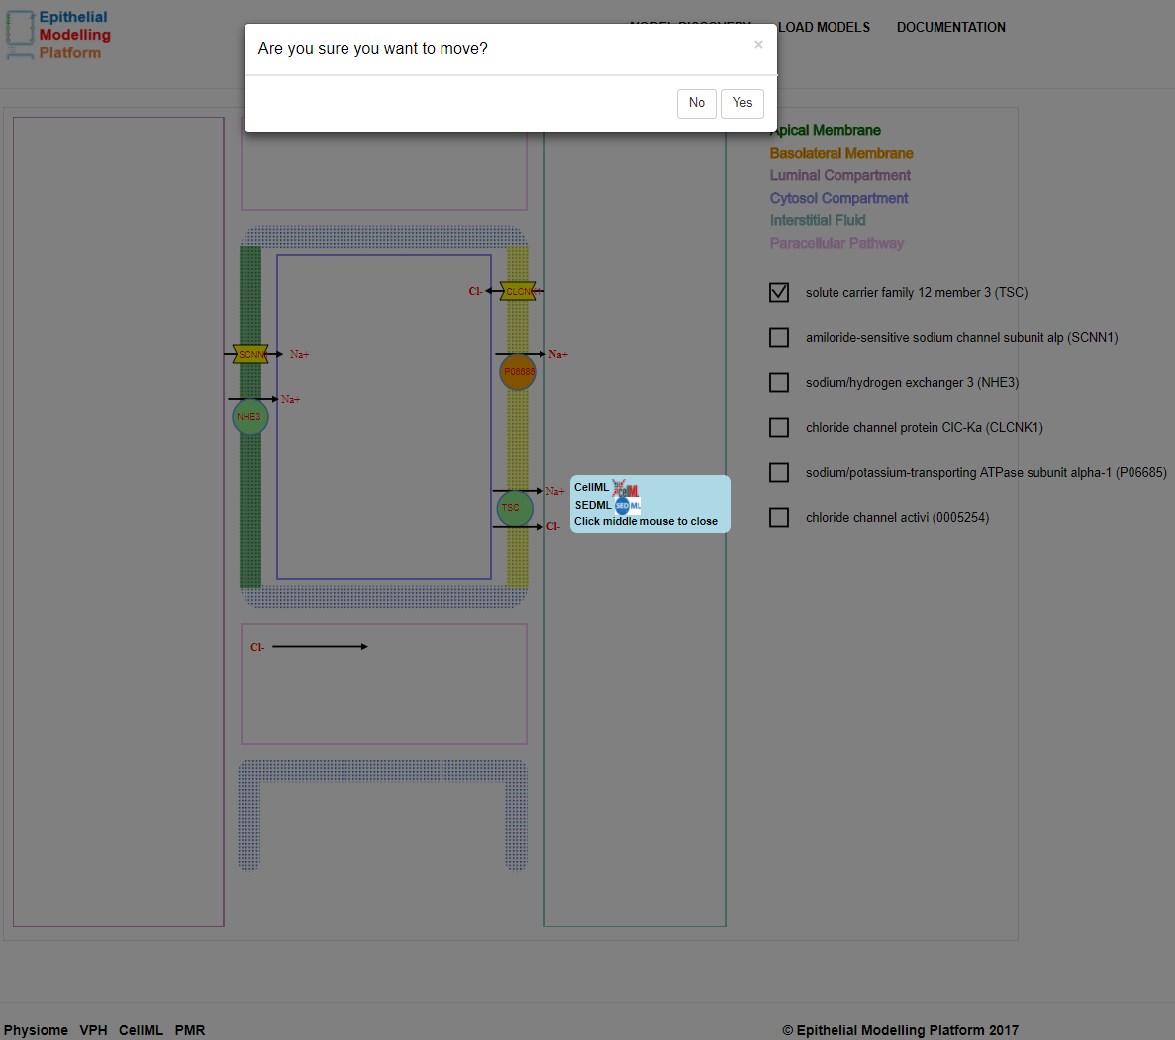 Epithelial
Modelling
Platform
LOAD MODELS
DOCUMENTATION
Are you sure you want to move?
×
No
Yes
Apical Membrane
Basolateral Membrane
Luminal Compartment
Cytosol Compartment
Interstitial Fluid
Paracellular Pathway
solute carrier family 12 member 3 (TSC)
amiloride-sensitive sodium channel subunit alp (SCNN1)
sodium/hydrogen exchanger 3 (NHE3)
chloride channel protein ClC-Ka (CLCNK1)
sodium/potassium-transporting ATPase subunit alpha-1 (P06685)
chloride channel activi (0005254)
Cl-
CLCNK1
SCNN1
Na+
Na+
P06685
Na+
NHE3
CellML
SEDML
SED ML
Click middle mouse to close
Na+
TSC
Cl-
Cl-
Physiome VPH CellML PMR
© Epithelial Modelling Platform 2017